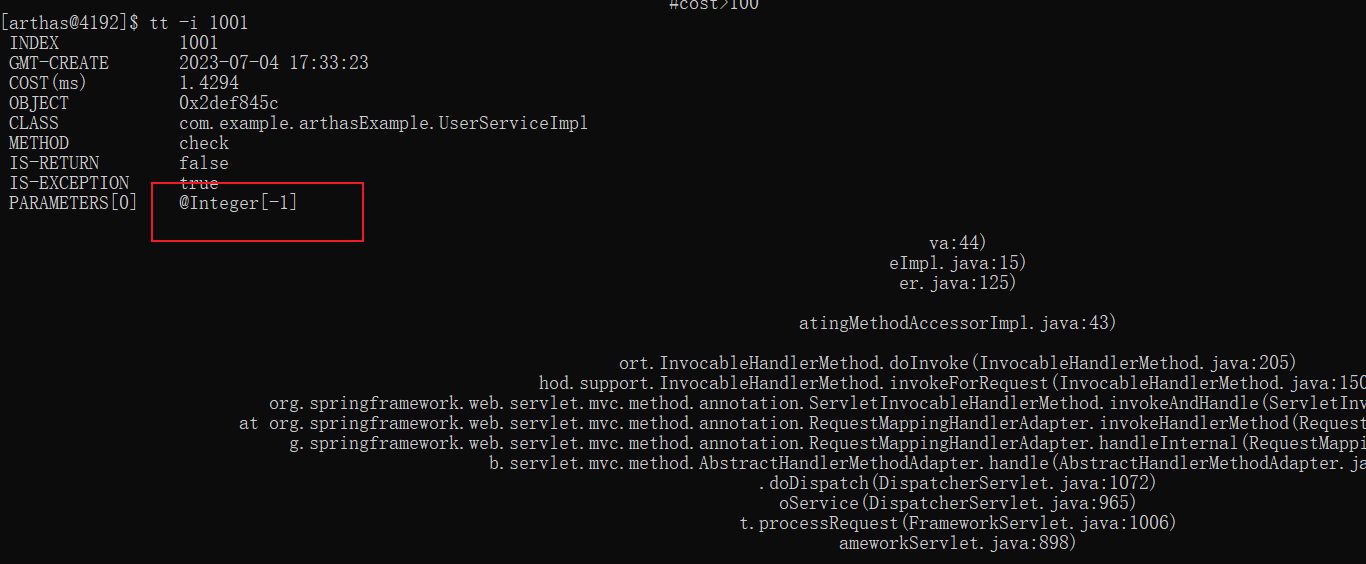 #cost>100
[arthas@4192]$ tt -i 1001
INDEX 1001
GMT-CREATE 2023-07-04 17:33:23
COST(ms) 1.4294
OBJECT 0x2def845c
CLASS com.example.arthasExample.UserServiceImpl
METHOD check
IS-RETURN false
IS-EXCEPTION true
PARAMETERS[0] @Integer[-1]
va:44)
eImpl.java:15)
er.java:125)
atingMethodAccessorImpl.java:43)
ort.InvocableHandlerMethod.doInvoke(InvocableHandlerMethod.java:205)
hod.support.InvocableHandlerMethod.invokeForRequest(InvocableHandlerMethod.java:150
org.springframework.web.servlet.mvc.method.annotation.ServletInvocableHandlerMethod.invokeAndHandle(ServletInv
at org.springframework.web.servlet.mvc.method.annotation.RequestMappingHandlerAdapter.invokeHandlerMethod(Request
g.springframework.web.servlet.mvc.method.annotation.RequestMappingHandlerAdapter.handleInternal(RequestMappi
b.servlet.mvc.method.AbstractHandlerMethodAdapter.handle(AbstractHandlerMethodAdapter.ja
.doDispatch(DispatcherServlet.java:1072)
oService(DispatcherServlet.java:965)
t.processRequest(FrameworkServlet.java:1006)
ameworkServlet.java:898)